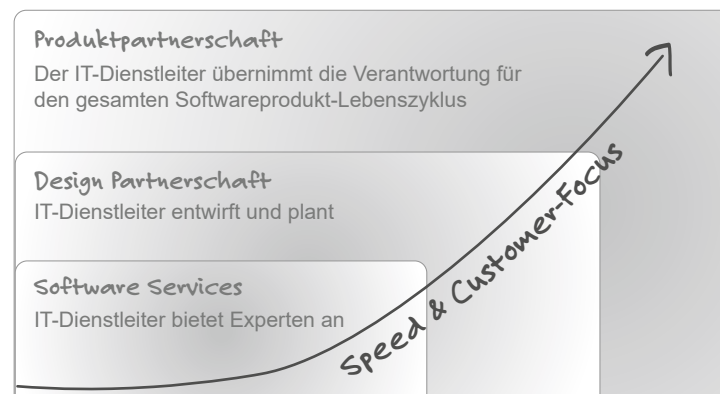 Produktpartnerschaft
Der IT-Dienstleiter übernimmt die Verantwortung für
den gesamten Softwareprodukt-Lebenszyklus
Design Partnerschaft
IT-Dienstleiter entwirft und plant
Software Services
IT-Dienstleiter bietet Experten an
Speed & Customer-Focus